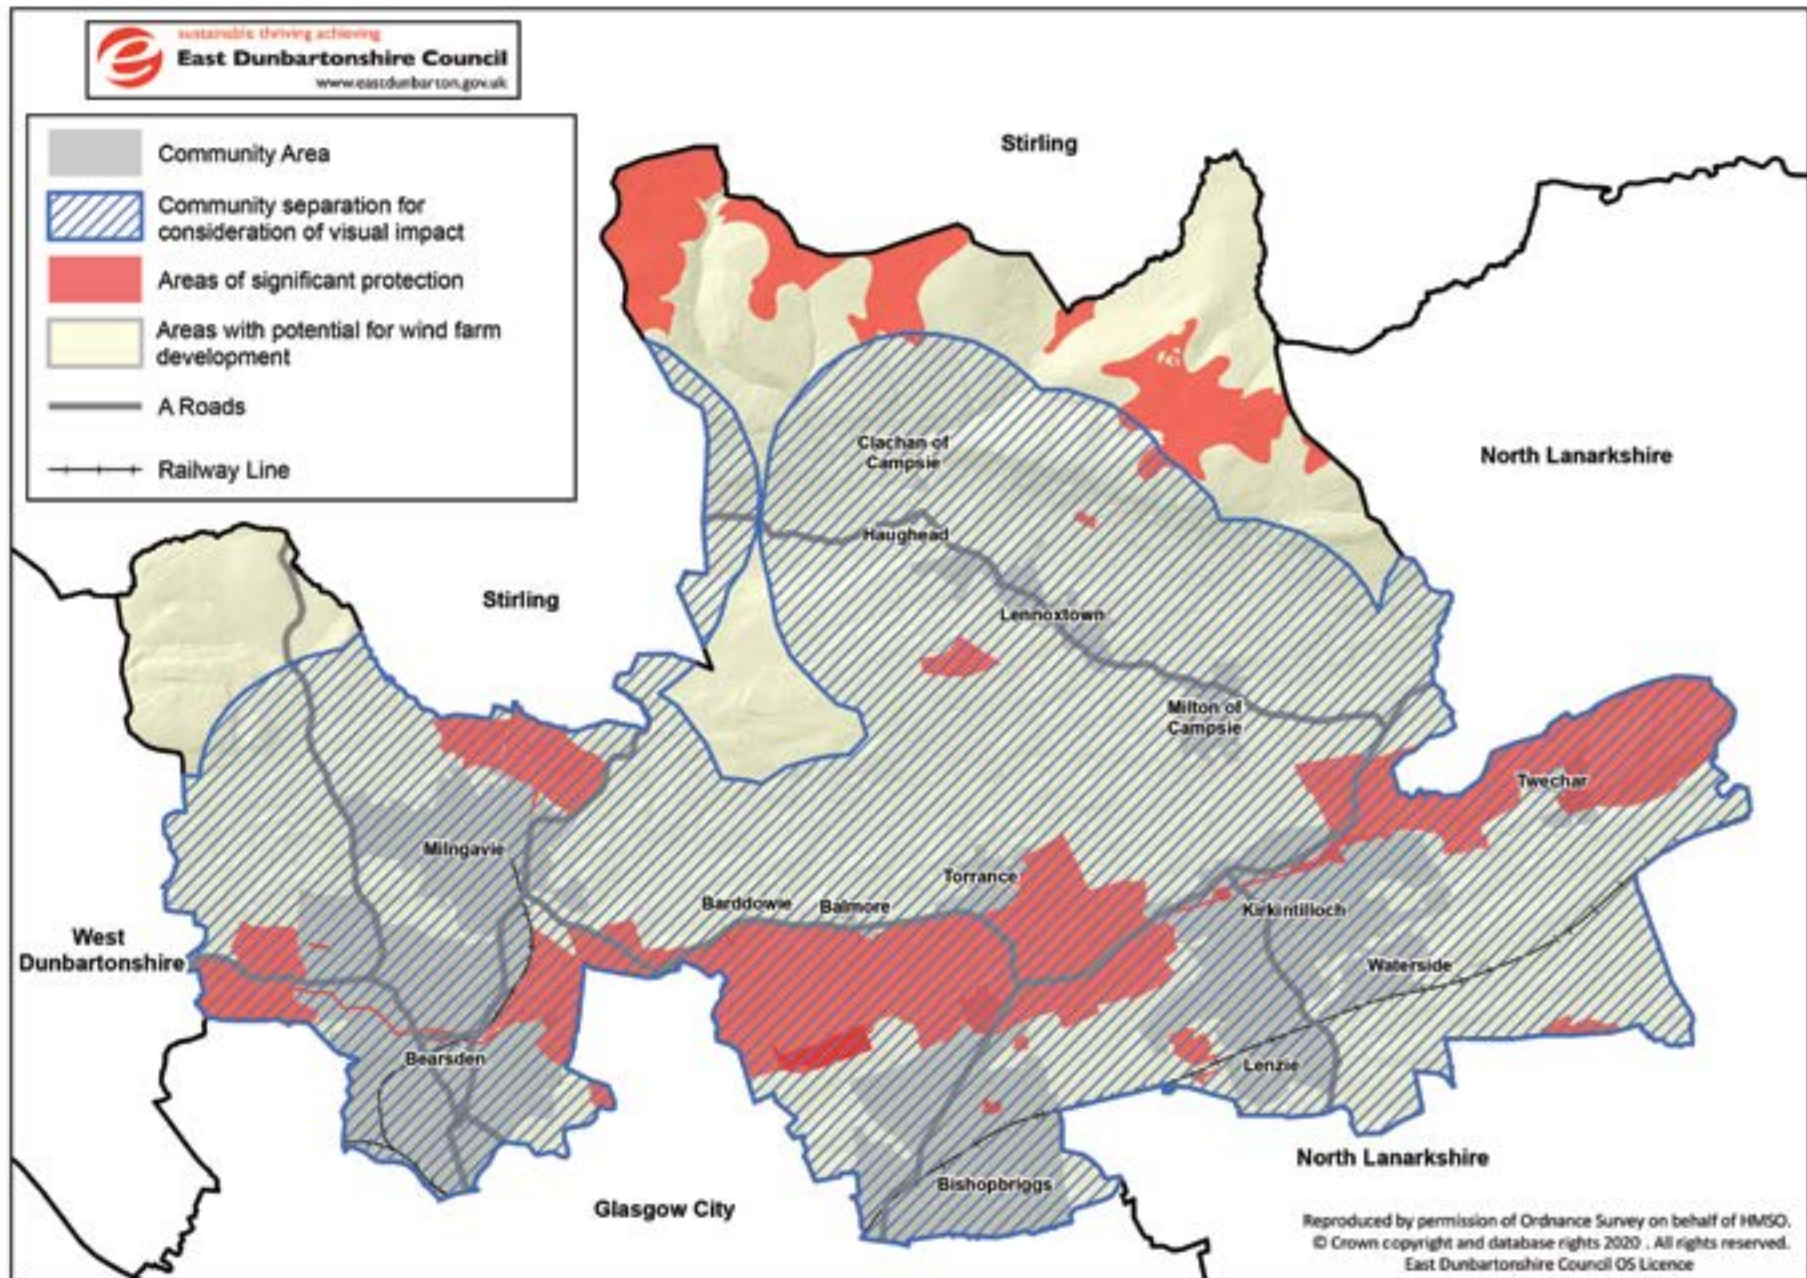 sustainable thriving achieving
East Dunbartonshire Council
www.eastdunbarton.gov.uk
Community Area
Community separation for
consideration of visual impact
Areas of significant protection
Areas with potential for wind farm
development
A Roads
Railway Line
Stirling
North Lanarkshire
Clachan of
Campsie
Haughead
Stirling
Lennoxtown
Milton of
Campsie
Twechar
Milngavie
Torrance
Barddowie
Balmore
Kirkintilloch
West
Dunbartonshire
Waterside
Bearsden
Lenzie
North Lanarkshire
Bishopbriggs
Glasgow City
Reproduced by permission of Ordnance Survey on behalf of HMSO.
© Crown copyright and database rights 2020 . All rights reserved.
East Dunbartonshire Council OS Licence